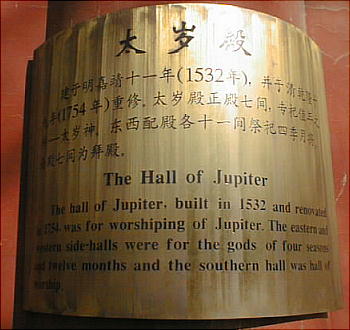 太岁殿
建于明嘉靖十一年(1532年), 并于清乾隆十
九年(1754年)重修。太岁殿正殿七间, 专祀值年之
神—太岁神。东西配殿各十一间祭祀四季月将,
殿七间为拜殿。
The Hall of Jupiter
The hall of Jupiter, built in 1532 and renovated
in 1754, was for worshiping of Jupiter. The eastern and
western side-halls were for the gods of four seasons
and twelve months and the southern hall was hall of
worship.